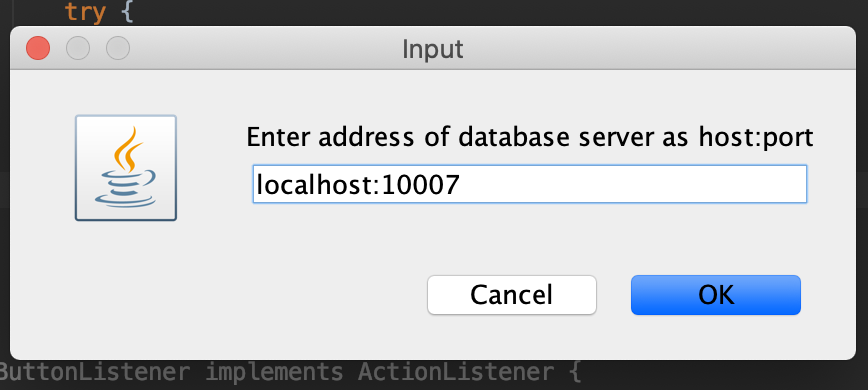 try {
Input
Enter address of database server as host:port
localhost:10007
Cancel
OK
ButtonListener implements ActionListener {